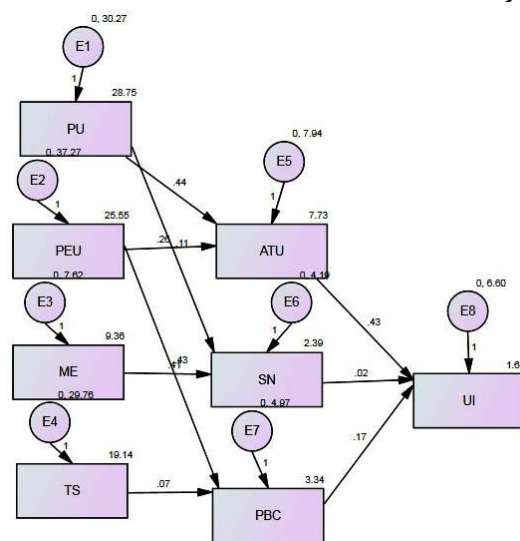 0, 30.27
E1
1
28.75
PU
0, 37.27
E2
1
.44
0, 7.94
E5
1
25.55
PEU
.26
.11
7.73
ATU
0, 7.62
0, 4.19
E3
1
E6
1
0, 6.60
E8
1
9.36
ME
.43
.41
.43
2.39
SN
.02
1.6
UI
0, 29.76
0, 4.97
E4
1
E7
1
.17
19.14
TS
.07
3.34
PBC